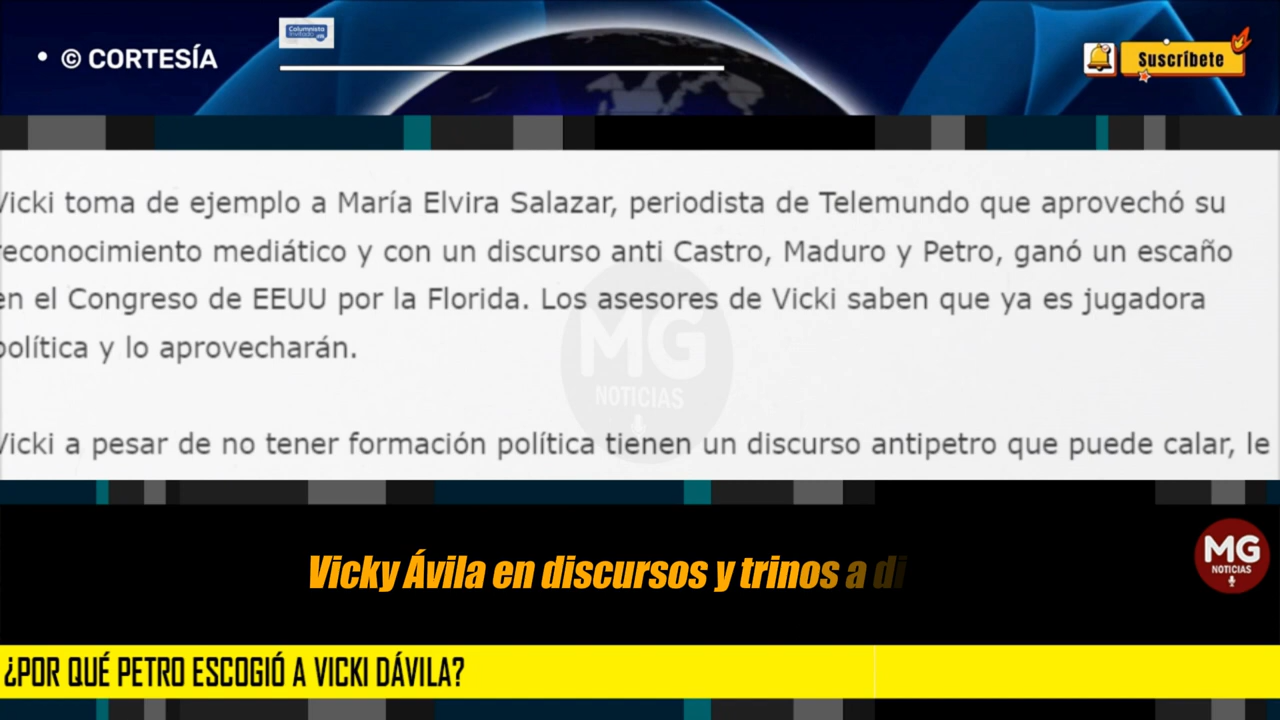 Columnista
Invitado
• © CORTESÍA
Suscríbete
Vicki toma de ejemplo a María Elvira Salazar, periodista de Telemundo que aprovechó su
reconocimiento mediático y con un discurso anti Castro, Maduro y Petro, ganó un escaño
en el Congreso de EEUU por la Florida. Los asesores de Vicki saben que ya es jugadora
política y lo aprovecharán.
MG
NOTICIAS
Vicki a pesar de no tener formación política tienen un discurso antipetro que puede calar, le
Vicky Ávila en discursos y trinos a di
MG
NOTICIAS
¿POR QUÉ PETRO ESCOGIÓ A VICKI DÁVILA?